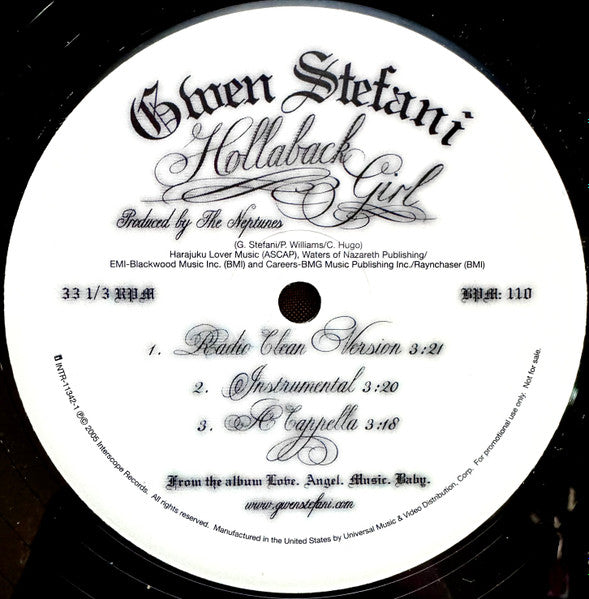 Gwen Stefani
Hollaback
Girl
Produced by The Neptunes
(G. Stefani/P. Williams/C. Hugo)
Harajuku Lover Music (ASCAP), Waters of Nazareth Publishing/
EMI-Blackwood Music Inc. (BMI) and Careers-BMG Music Publishing Inc./Raynchaser (BMI)
33 1/3 RPM
BPM: 110
1. Radio Clean Version 3:21
2. Instrumental 3:20
3. A Cappella 3:18
From the album Love. Angel. Music. Baby.
www.gwenstefani.com
INTR-11342-1 ℗© 2005 Interscope Records. All rights reserved. Manufactured in the United States by Universal Music & Video Distribution, Corp. For promotional use only. Not for sale.